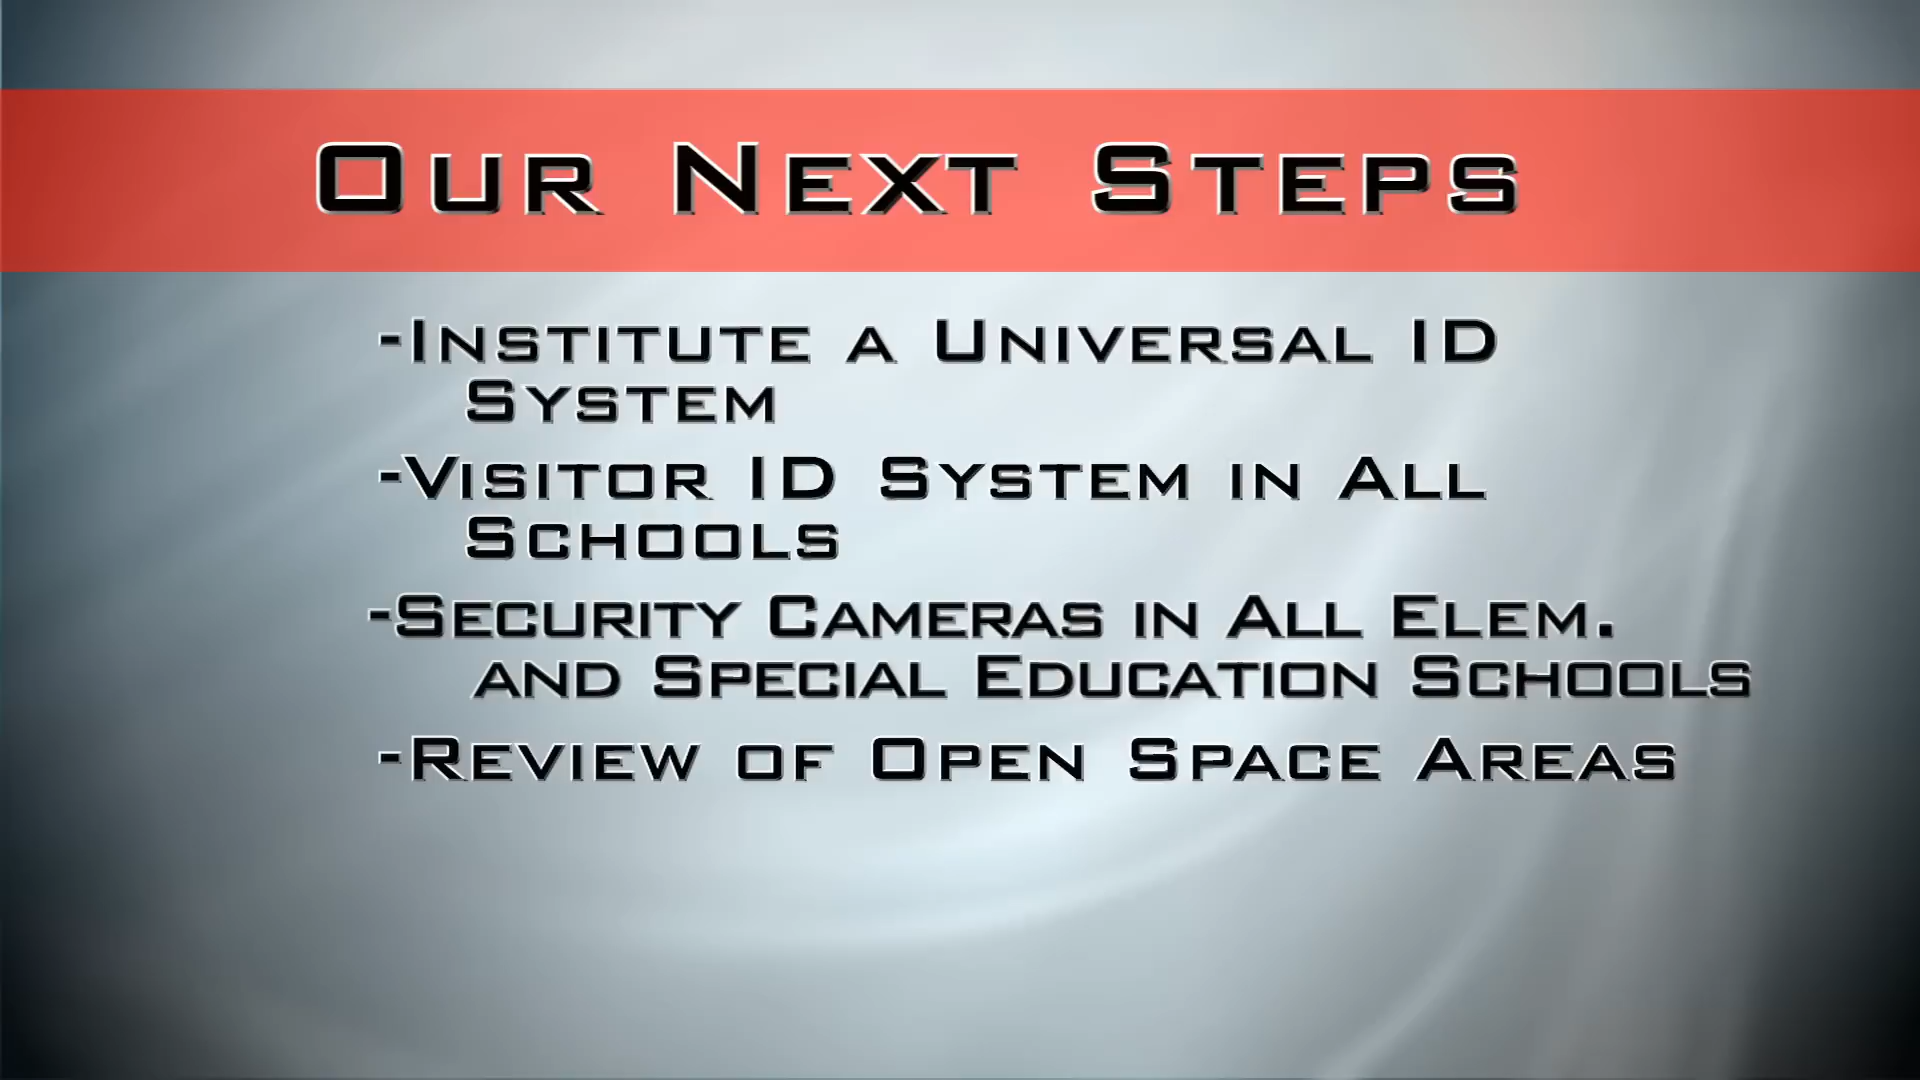 Our Next Steps
-Institute a Universal ID
System
-Visitor ID System in All
Schools
-Security Cameras in All Elem.
and Special Education Schools
-Review of Open Space Areas